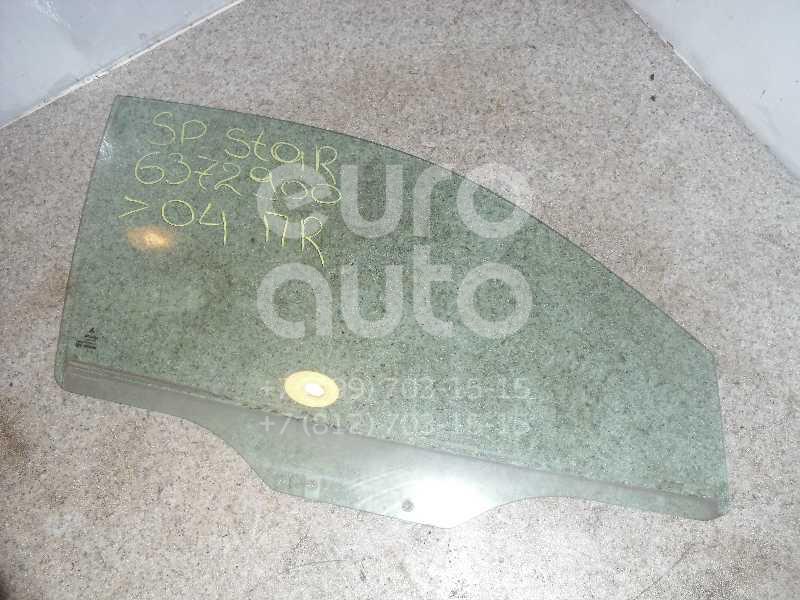 SP StaR
6372900
>04 ПR
euro
auto
+7 (499) 703-15-15
+7 (812) 703-15-15